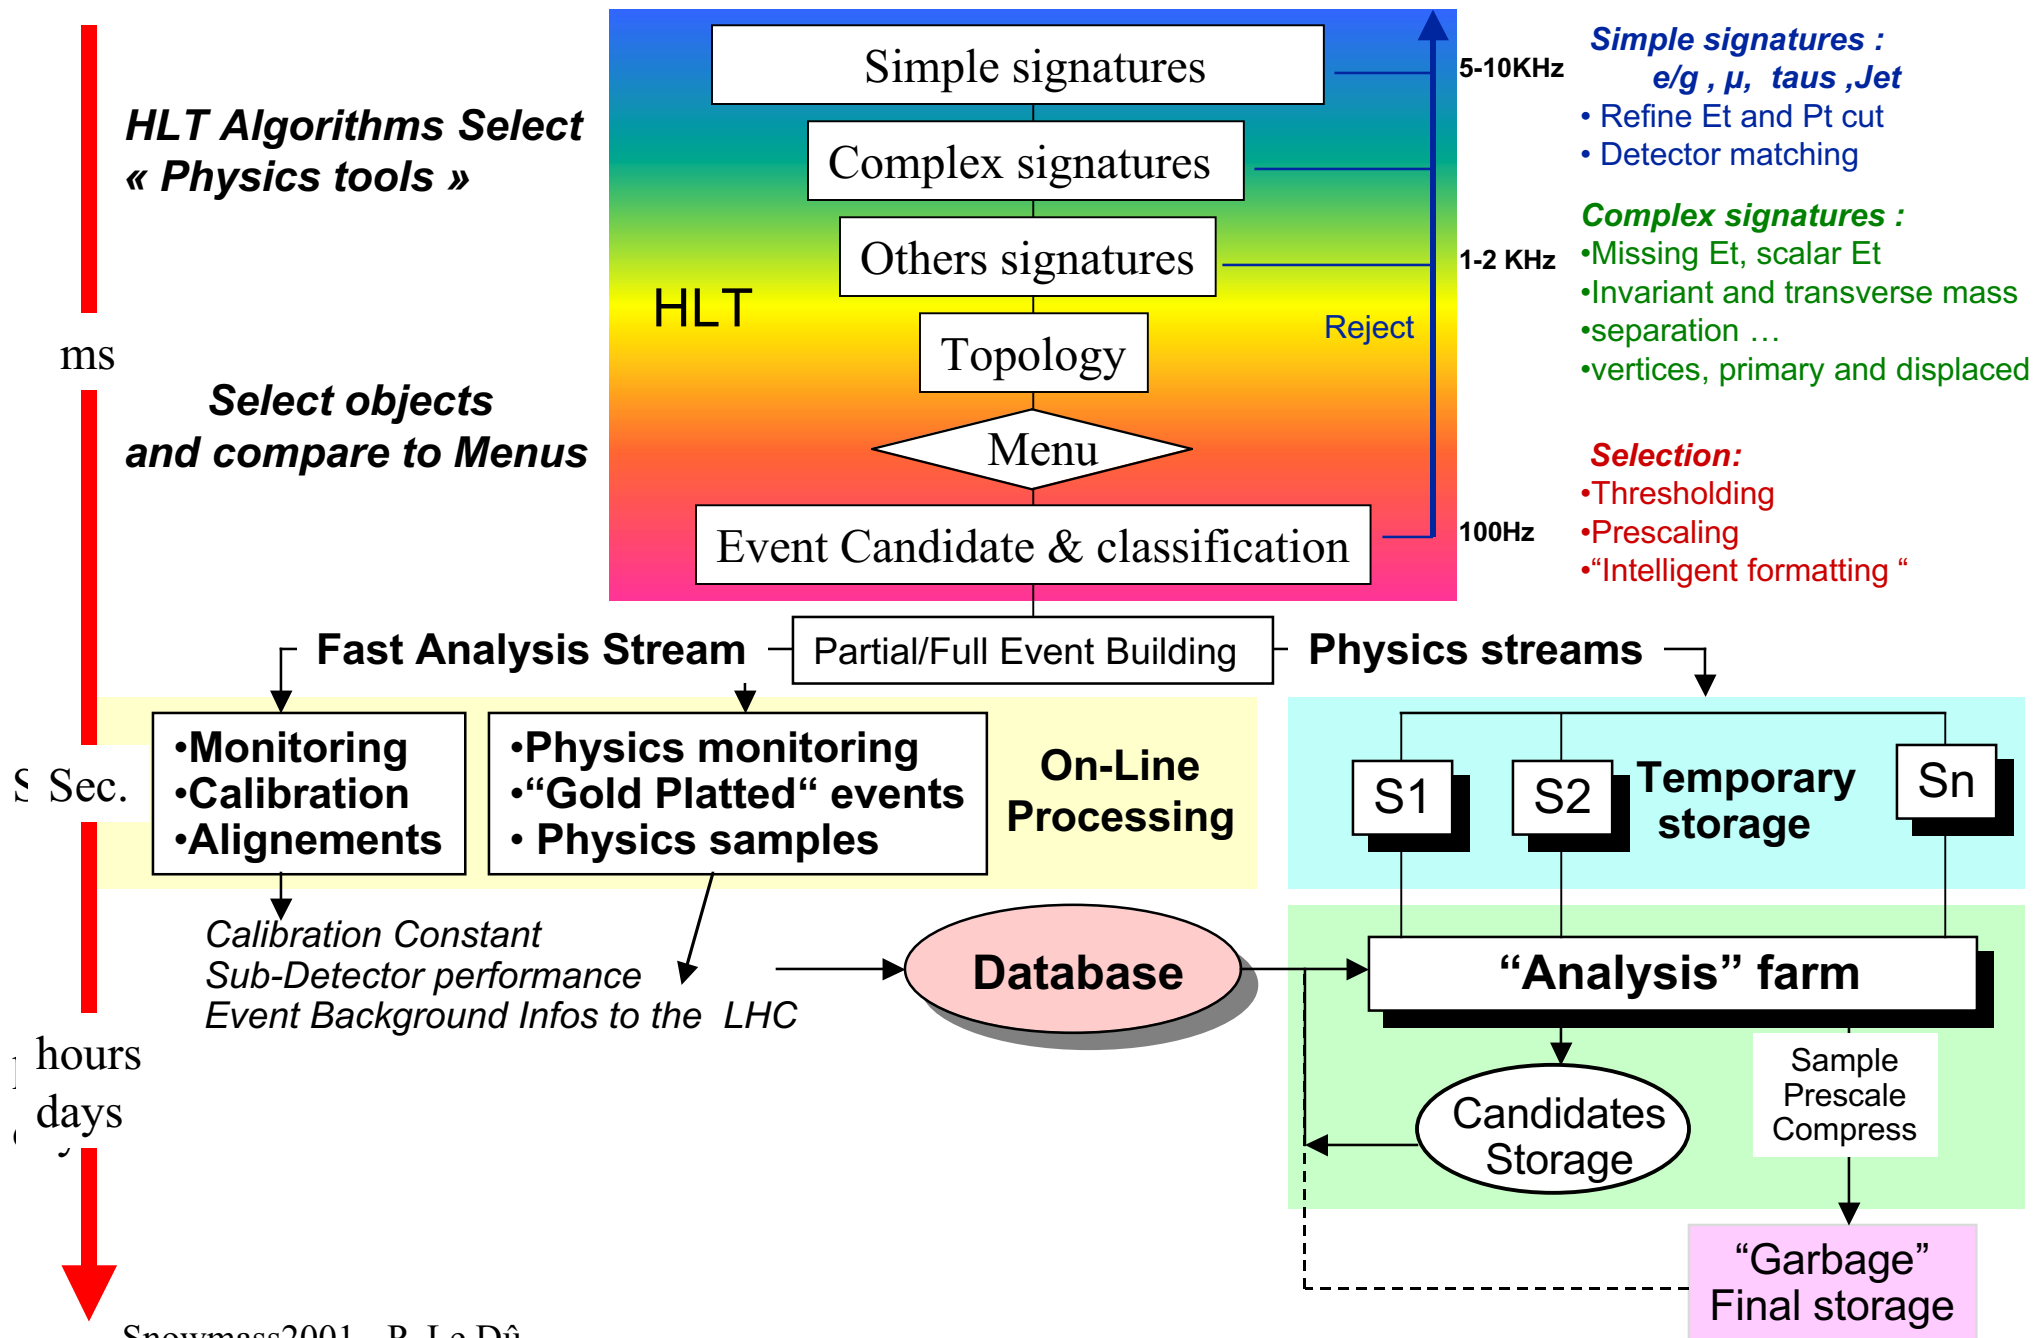 Simple signatures
5-10KHz
Simple signatures :
e/g , µ,  taus ,Jet
• Refine Et and Pt cut
• Detector matching
HLT Algorithms Select
« Physics tools »
Complex signatures
Complex signatures :
•Missing Et, scalar Et
•Invariant and transverse mass
•separation …
•vertices, primary and displaced
Others signatures
1-2 KHz
HLT
Reject
Topology
ms
Select objects
and compare to Menus
Menu
Selection:
•Thresholding
•Prescaling
•“Intelligent formatting “
Event Candidate & classification
100Hz
Fast Analysis Stream
Partial/Full Event Building
Physics streams
•Monitoring
•Calibration
•Alignements
•Physics monitoring
•“Gold Platted“ events
• Physics samples
On-Line
Processing
S1
S2
Temporary
storage
Sn
Sec.
Calibration Constant
Sub-Detector performance
Event Background Infos to the  LHC
Database
“Analysis” farm
hours
days
Candidates
Storage
Sample
Prescale
Compress
“Garbage”
Final storage
Snowmass2001 - P. Le Dû